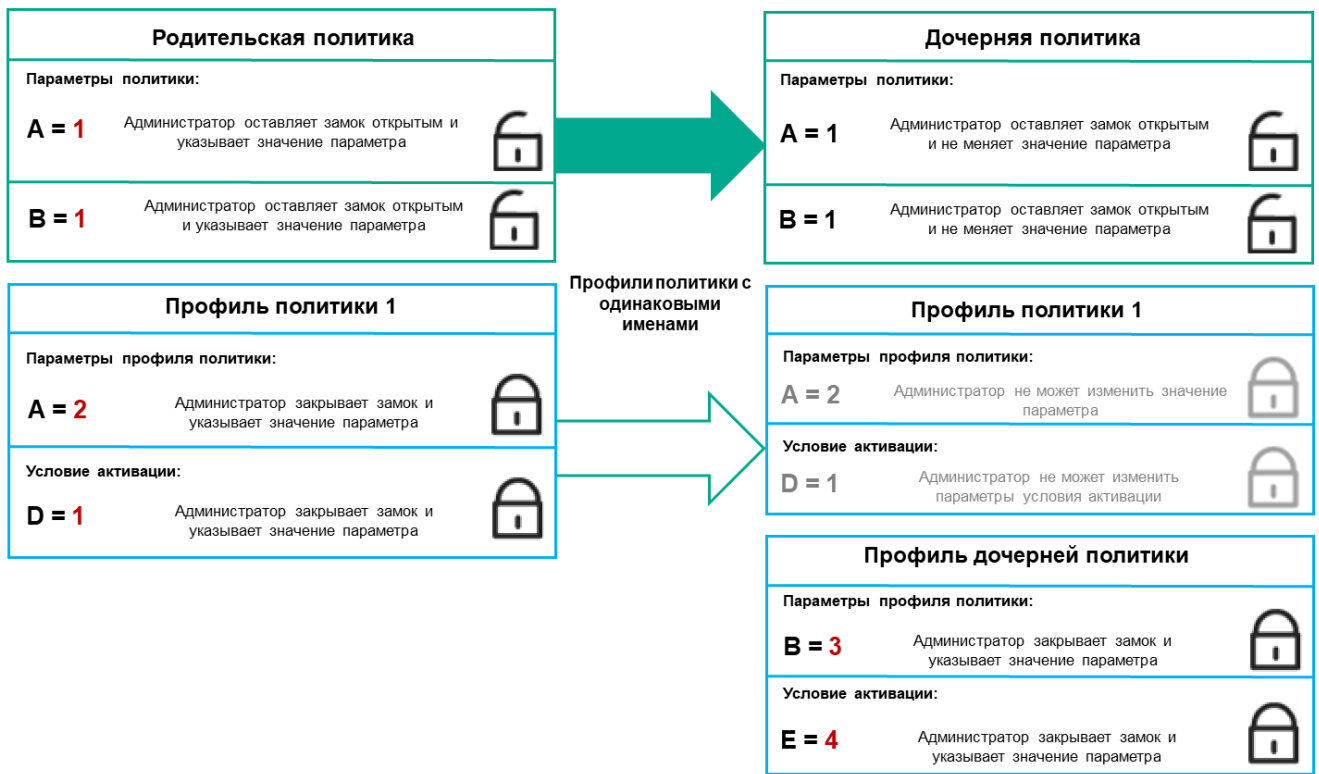 Родительская политика
Параметры политики:
A = 1
Администратор оставляет замок открытым и
указывает значение параметра
B = 1
Администратор оставляет замок открытым
и указывает значение параметра
Дочерняя политика
Параметры политики:
A = 1
Администратор оставляет замок открытым
и не меняет значение параметра
B = 1
Администратор оставляет замок открытым
и не меняет значение параметра
Профили политики с
одинаковыми
именами
Профиль политики 1
Параметры профиля политики:
A = 2
Администратор закрывает замок и
указывает значение параметра
Условие активации:
D = 1
Администратор закрывает замок и
указывает значение параметра
Профиль политики 1
Параметры профиля политики:
A = 2
Администратор не может изменить значение
параметра
Условие активации:
D = 1
Администратор не может изменить
параметры условия активации
Профиль дочерней политики
Параметры профиля политики:
B = 3
Администратор закрывает замок и
указывает значение параметра
Условие активации:
E = 4
Администратор закрывает замок и
указывает значение параметра